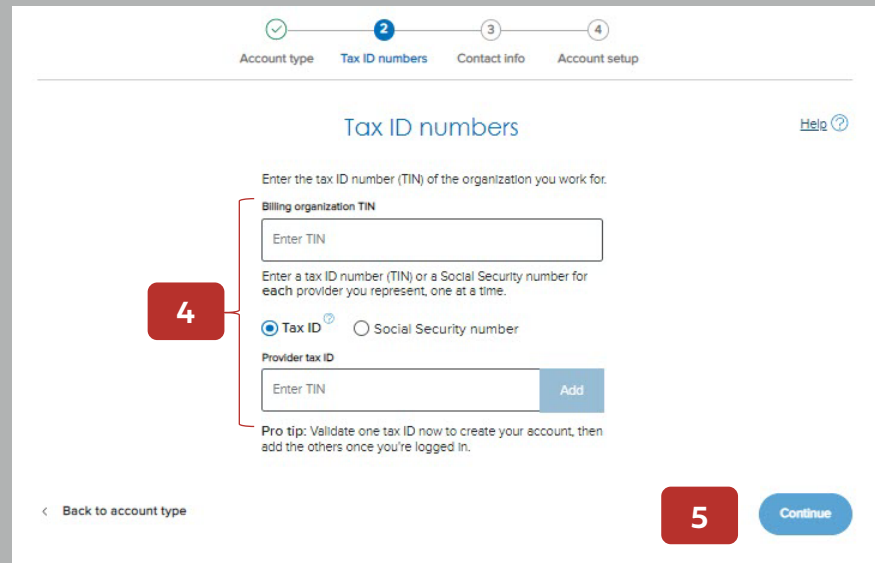 2 3 4
Account type Tax ID numbers Contact info Account setup
Tax ID numbers
Help ?
Enter the tax ID number (TIN) of the organization you work for.
Billing organization TIN
Enter TIN
Enter a tax ID number (TIN) or a Social Security number for
each provider you represent, one at a time.
4
Tax ID ? Social Security number
Provider tax ID
Enter TIN Add
Pro tip: Validate one tax ID now to create your account, then
add the others once you're logged in.
< Back to account type
5
Continue